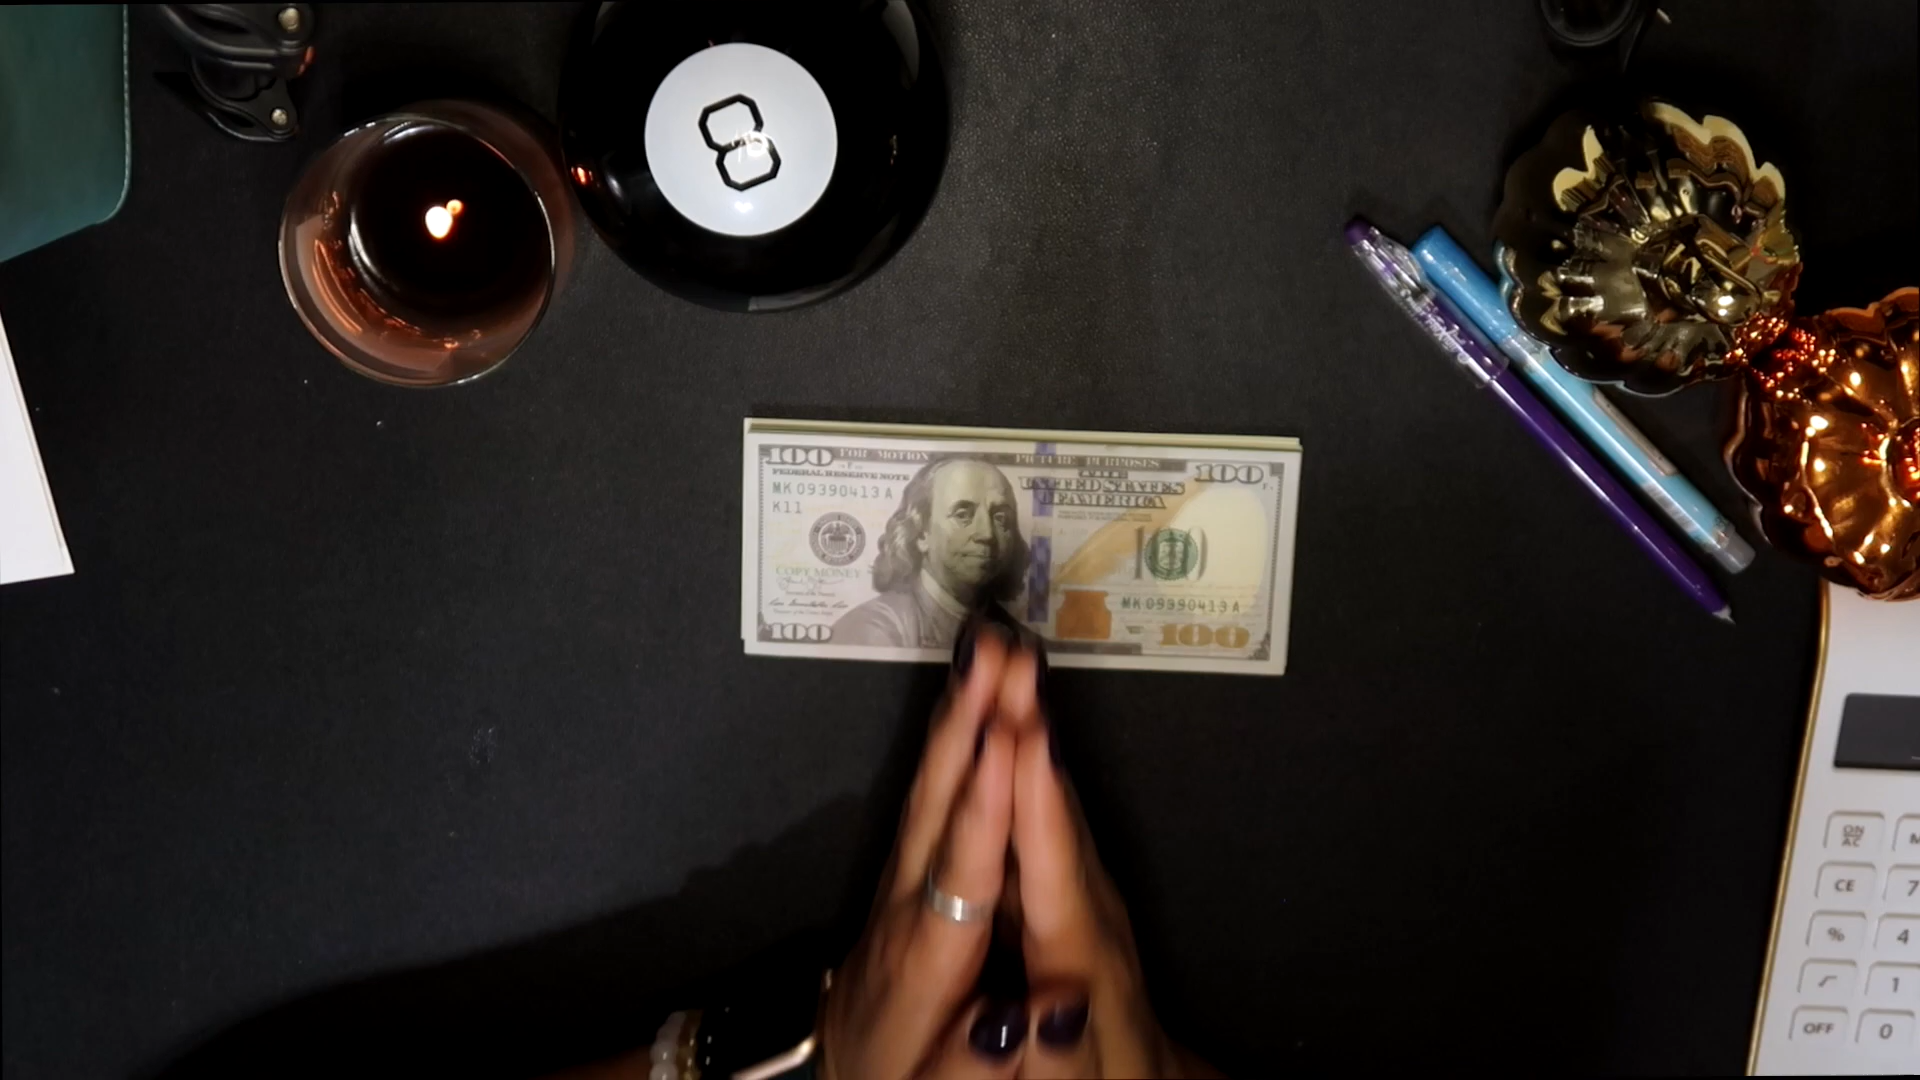 8
100 FOR MOTION PICTURE PURPOSES 100
FEDERAL RESERVE NOTE
THE
UNITED STATES
OF AMERICA
MK 09390413 A
K11
100
COPY MONEY
MK 09390413 A
100
100
ON
AC
CE
7
%
4
√
1
OFF
0